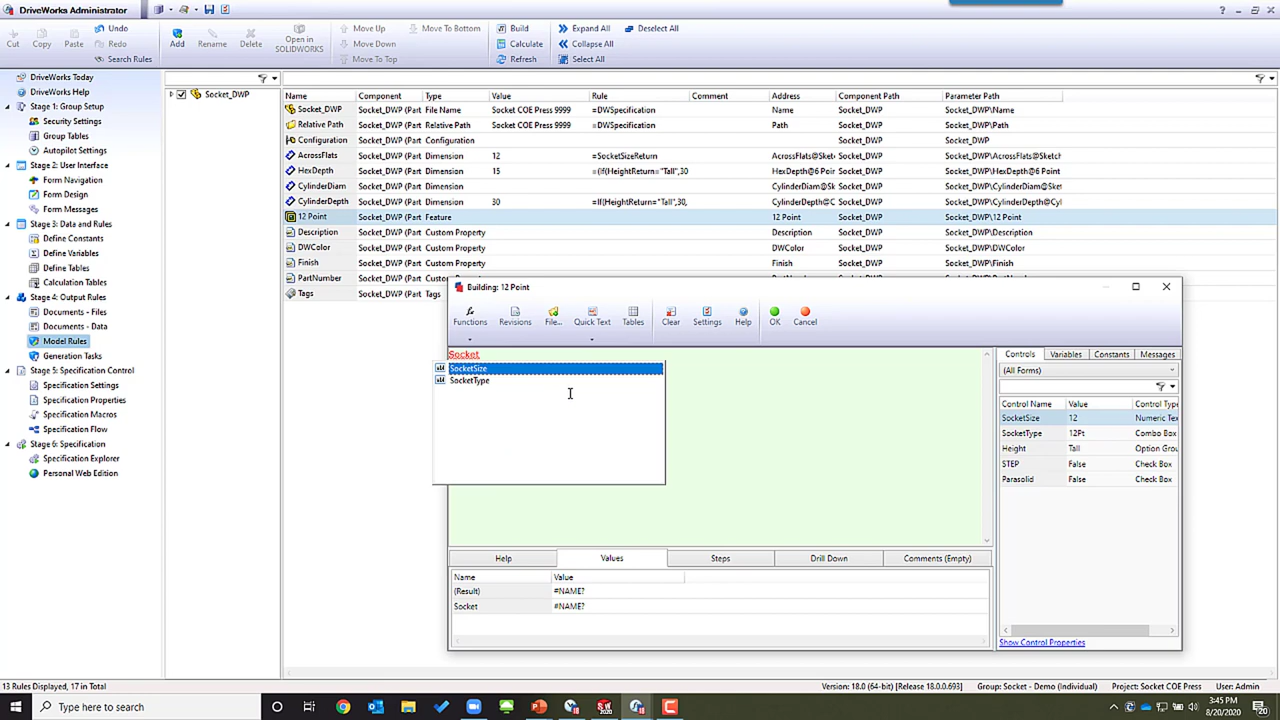 DriveWorks Administrator
Cut
Copy
Paste
Undo
Redo
Search Rules
Add
Rename
Delete
Open in SOLIDWORKS
Move Up
Move Down
Move To Top
Move To Bottom
Build
Calculate
Refresh
Expand All
Collapse All
Select All
Deselect All
DriveWorks Today
DriveWorks Help
Stage 1: Group Setup
Security Settings
Group Tables
Autopilot Settings
Stage 2: User Interface
Form Navigation
Form Design
Form Messages
Stage 3: Data and Rules
Define Constants
Define Variables
Define Tables
Calculation Tables
Stage 4: Output Rules
Documents - Files
Documents - Data
Model Rules
Generation Tasks
Stage 5: Specification Control
Specification Settings
Specification Properties
Specification Macros
Specification Flow
Stage 6: Specification
Specification Explorer
Personal Web Edition
Socket_DWP
Name Component Type Value Rule Comment Address Component Path Parameter Path
Socket_DWP Socket_DWP (Part File Name Socket COE Press 9999 =DWSpecification Name Socket_DWP Socket_DWP\Name
Relative Path Socket_DWP (Part Relative Path Socket COE Press 9999 =DWSpecification Path Socket_DWP Socket_DWP\Path
Configuration Socket_DWP (Part Configuration Socket_DWP Socket_DWP
AcrossFlats Socket_DWP (Part Dimension 12 =SocketSizeReturn AcrossFlats@Sketc Socket_DWP Socket_DWP\AcrossFlats@Sk
HexDepth Socket_DWP (Part Dimension 15 =(if(HeightReturn="Tall",30 HexDepth@6 Point Socket_DWP Socket_DWP\HexDepth@6 P
CylinderDiam Socket_DWP (Part Dimension CylinderDiam@Ske Socket_DWP Socket_DWP\CylinderDiam@
CylinderDepth Socket_DWP (Part Dimension 30 =If(HeightReturn="Tall",30, CylinderDepth@C Socket_DWP Socket_DWP\CylinderDepth@
12 Point Socket_DWP (Part Feature 12 Point Socket_DWP Socket_DWP\12 Point
Description Socket_DWP (Part Custom Property Description Socket_DWP Socket_DWP\Description
DWColor Socket_DWP (Part Custom Property DWColor Socket_DWP Socket_DWP\DWColor
Finish Socket_DWP (Part Custom Property Finish Socket_DWP Socket_DWP\Finish
PartNumber Socket_DWP (Part
Tags Socket_DWP (Part Tags
Building: 12 Point
Functions
Revisions
File...
Quick Text
Tables
Clear
Settings
Help
OK
Cancel
Socket
SocketSize
SocketType
Controls Variables Constants Messages
(All Forms)
Control Name Value Control Type
SocketSize 12 Numeric Tex
SocketType 12Pt Combo Box
Height Tall Option Grou
STEP False Check Box
Parasolid False Check Box
Show Control Properties
Help Values Steps Drill Down Comments (Empty)
Name Value
(Result) #NAME?
Socket #NAME?
13 Rules Displayed, 17 in Total
Version: 18.0 (64-bit) [Release 18.0.0.693]
Group: Socket - Demo (Individual)
Project: Socket COE Press
User: Admin
Type here to search
3:45 PM
8/20/2020